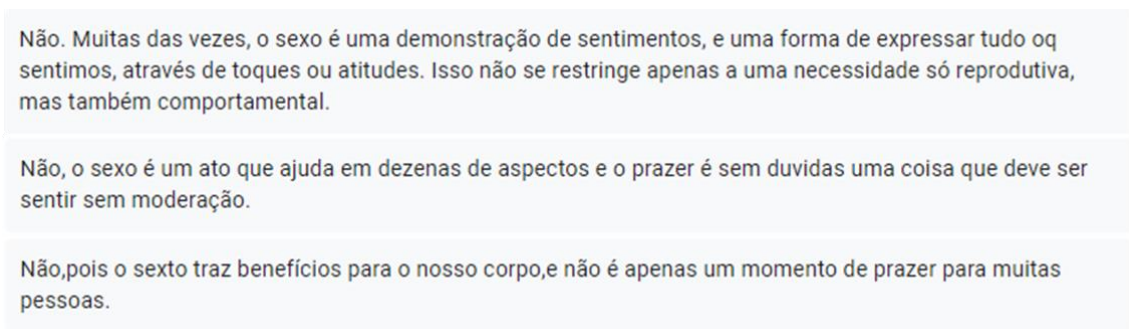 Não. Muitas das vezes, o sexo é uma demonstração de sentimentos, e uma forma de expressar tudo oq
sentimos, através de toques ou atitudes. Isso não se restringe apenas a uma necessidade só reprodutiva,
mas também comportamental.
Não, o sexo é um ato que ajuda em dezenas de aspectos e o prazer é sem duvidas uma coisa que deve ser
sentir sem moderação.
Não,pois o sexto traz benefícios para o nosso corpo,e não é apenas um momento de prazer para muitas
pessoas.